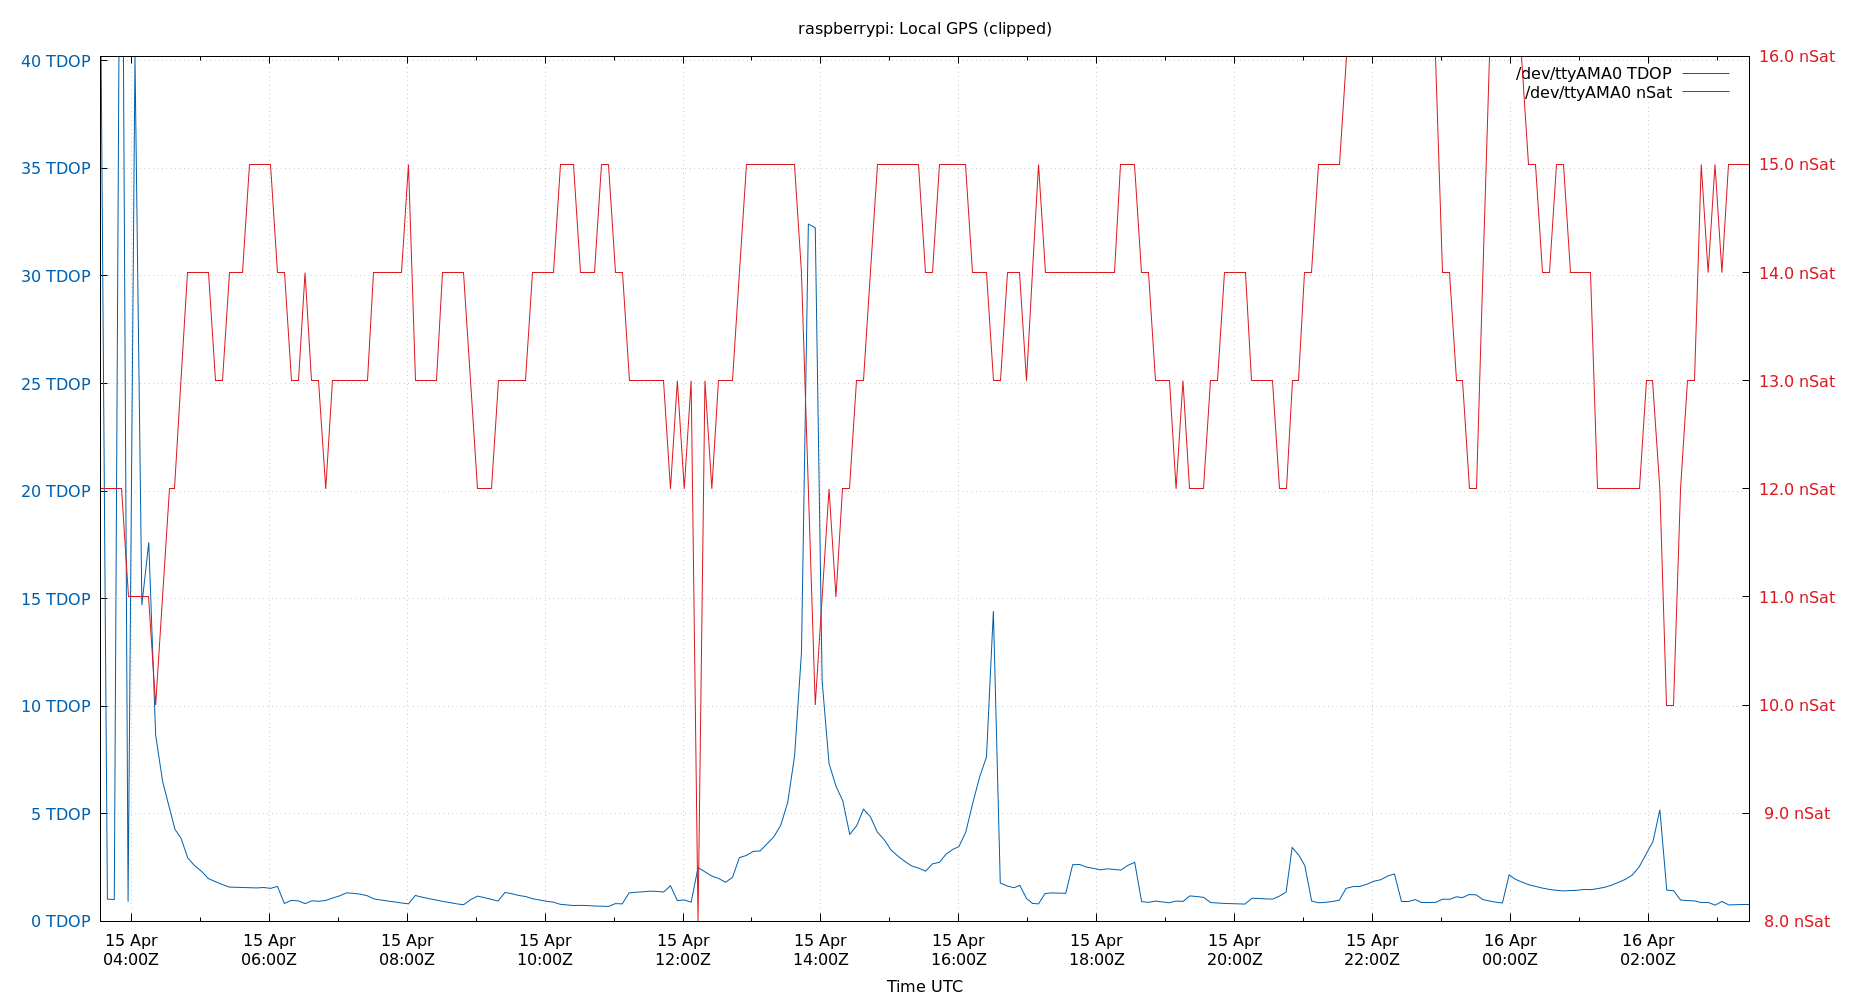 raspberrypi: Local GPS (clipped)
40 TDOP
35 TDOP
30 TDOP
25 TDOP
20 TDOP
15 TDOP
10 TDOP
5 TDOP
0 TDOP
16.0 nSat
15.0 nSat
14.0 nSat
13.0 nSat
12.0 nSat
11.0 nSat
10.0 nSat
9.0 nSat
8.0 nSat
/dev/ttyAMA0 TDOP
/dev/ttyAMA0 nSat
15 Apr
04:00Z
15 Apr
06:00Z
15 Apr
08:00Z
15 Apr
10:00Z
15 Apr
12:00Z
15 Apr
14:00Z
15 Apr
16:00Z
15 Apr
18:00Z
15 Apr
20:00Z
15 Apr
22:00Z
16 Apr
00:00Z
16 Apr
02:00Z
Time UTC